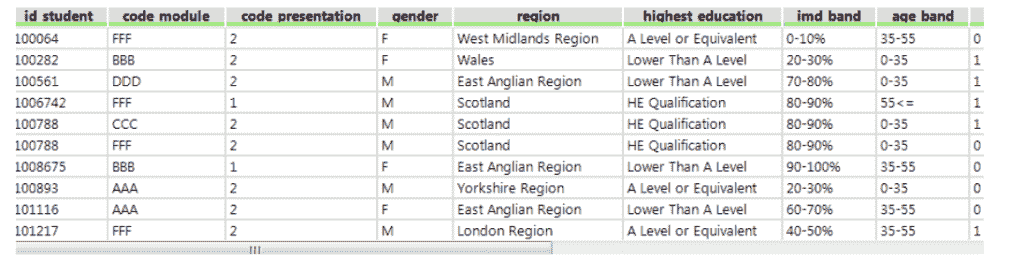 id student code module code presentation gender region highest education imd band age band
100064 FFF 2 F West Midlands Region A Level or Equivalent 0-10% 35-55 0
100282 BBB 2 F Wales Lower Than A Level 20-30% 0-35 1
100561 DDD 2 M East Anglian Region Lower Than A Level 70-80% 0-35 1
1006742 FFF 1 M Scotland HE Qualification 80-90% 55<= 1
100788 CCC 2 M Scotland HE Qualification 80-90% 0-35 1
100788 FFF 2 M Scotland HE Qualification 80-90% 0-35 0
1008675 BBB 1 F East Anglian Region Lower Than A Level 90-100% 35-55 0
100893 AAA 2 M Yorkshire Region A Level or Equivalent 20-30% 0-35 0
101116 AAA 2 F East Anglian Region Lower Than A Level 60-70% 35-55 0
101217 FFF 2 M London Region A Level or Equivalent 40-50% 35-55 1